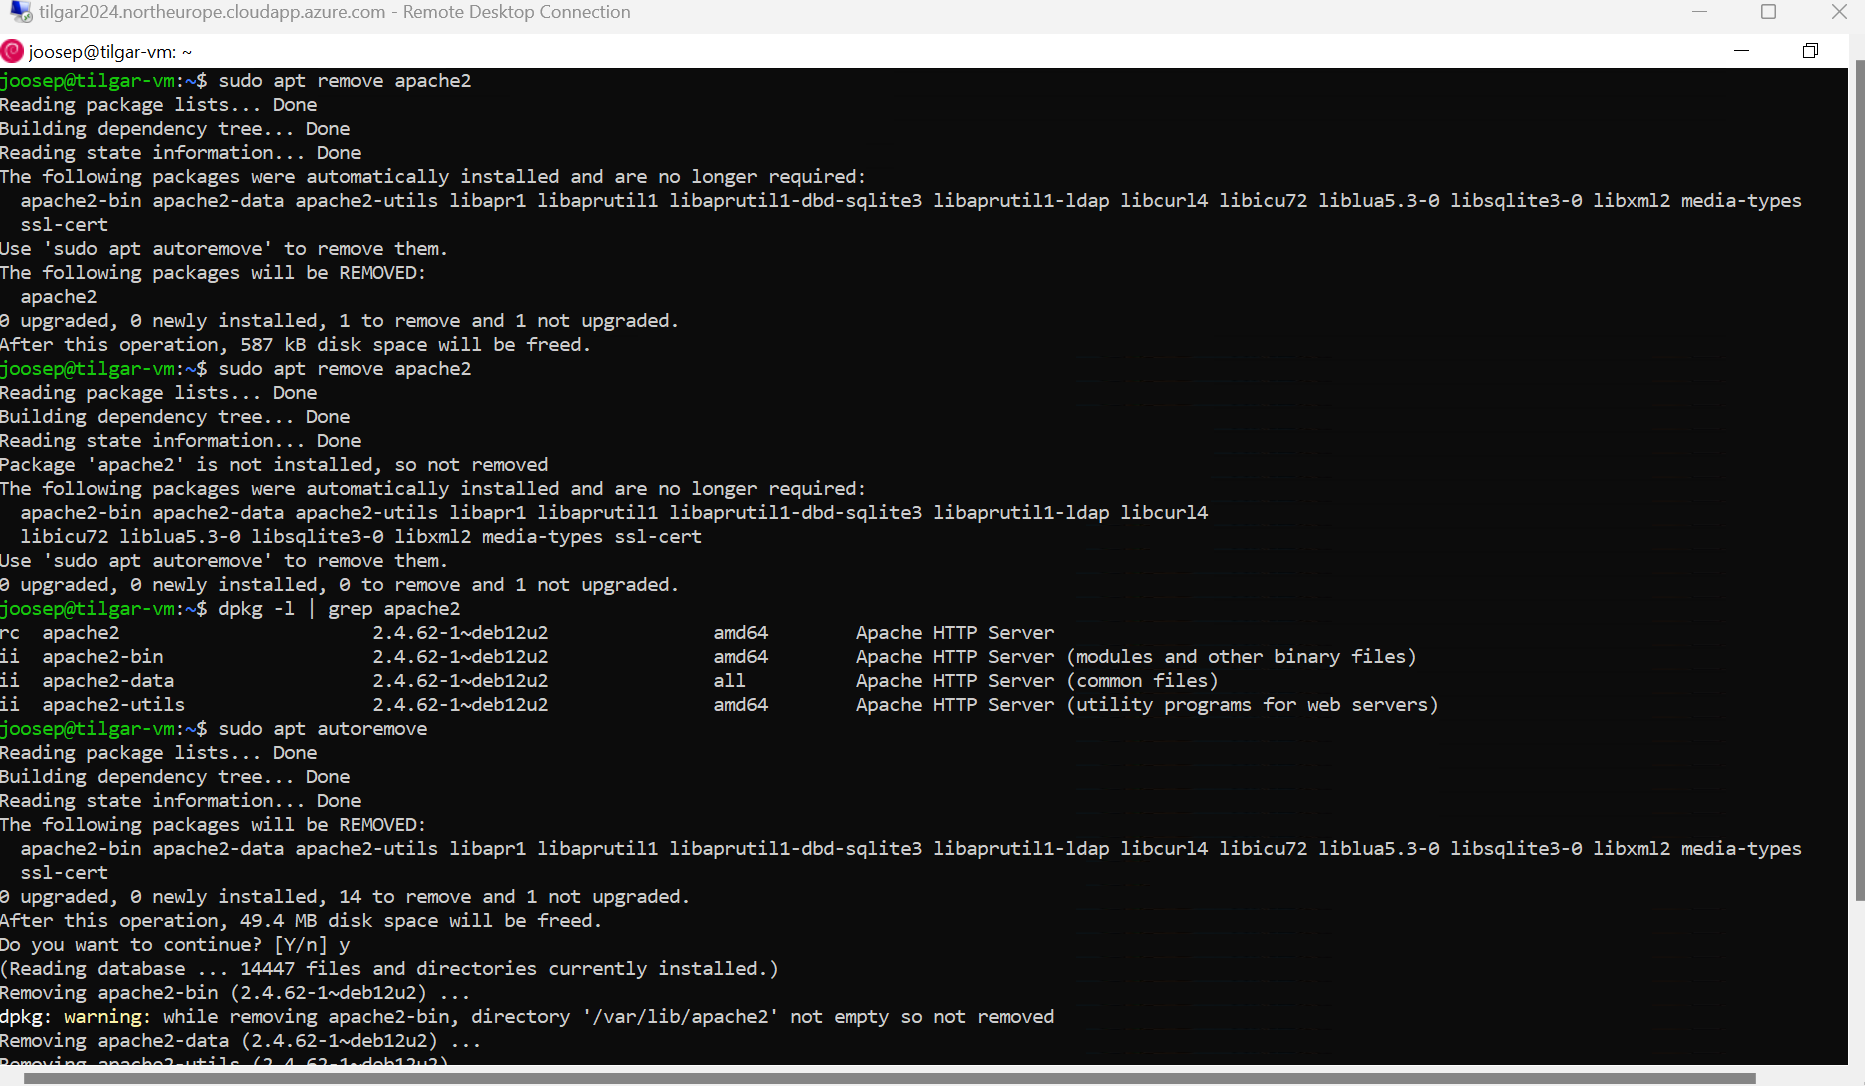 tilgar2024.northeurope.cloudapp.azure.com - Remote Desktop Connection
joosep@tilgar-vm: ~
joosep@tilgar-vm:~$ sudo apt remove apache2
Reading package lists... Done
Building dependency tree... Done
Reading state information... Done
The following packages were automatically installed and are no longer required:
  apache2-bin apache2-data apache2-utils libapr1 libaprutil1 libaprutil1-dbd-sqlite3 libaprutil1-ldap libcurl4 libicu72 liblua5.3-0 libsqlite3-0 libxml2 media-types
  ssl-cert
Use 'sudo apt autoremove' to remove them.
The following packages will be REMOVED:
  apache2
0 upgraded, 0 newly installed, 1 to remove and 1 not upgraded.
After this operation, 587 kB disk space will be freed.
joosep@tilgar-vm:~$ sudo apt remove apache2
Reading package lists... Done
Building dependency tree... Done
Reading state information... Done
Package 'apache2' is not installed, so not removed
The following packages were automatically installed and are no longer required:
  apache2-bin apache2-data apache2-utils libapr1 libaprutil1 libaprutil1-dbd-sqlite3 libaprutil1-ldap libcurl4
  libicu72 liblua5.3-0 libsqlite3-0 libxml2 media-types ssl-cert
Use 'sudo apt autoremove' to remove them.
0 upgraded, 0 newly installed, 0 to remove and 1 not upgraded.
joosep@tilgar-vm:~$ dpkg -l | grep apache2
rc  apache2                       2.4.62-1~deb12u2               amd64        Apache HTTP Server
ii  apache2-bin                   2.4.62-1~deb12u2               amd64        Apache HTTP Server (modules and other binary files)
ii  apache2-data                  2.4.62-1~deb12u2               all          Apache HTTP Server (common files)
ii  apache2-utils                 2.4.62-1~deb12u2               amd64        Apache HTTP Server (utility programs for web servers)
joosep@tilgar-vm:~$ sudo apt autoremove
Reading package lists... Done
Building dependency tree... Done
Reading state information... Done
The following packages will be REMOVED:
  apache2-bin apache2-data apache2-utils libapr1 libaprutil1 libaprutil1-dbd-sqlite3 libaprutil1-ldap libcurl4 libicu72 liblua5.3-0 libsqlite3-0 libxml2 media-types
  ssl-cert
0 upgraded, 0 newly installed, 14 to remove and 1 not upgraded.
After this operation, 49.4 MB disk space will be freed.
Do you want to continue? [Y/n] y
(Reading database ... 14447 files and directories currently installed.)
Removing apache2-bin (2.4.62-1~deb12u2) ...
dpkg: warning: while removing apache2-bin, directory '/var/lib/apache2' not empty so not removed
Removing apache2-data (2.4.62-1~deb12u2) ...
Removing apache2-utils (2.4.62-1~deb12u2)